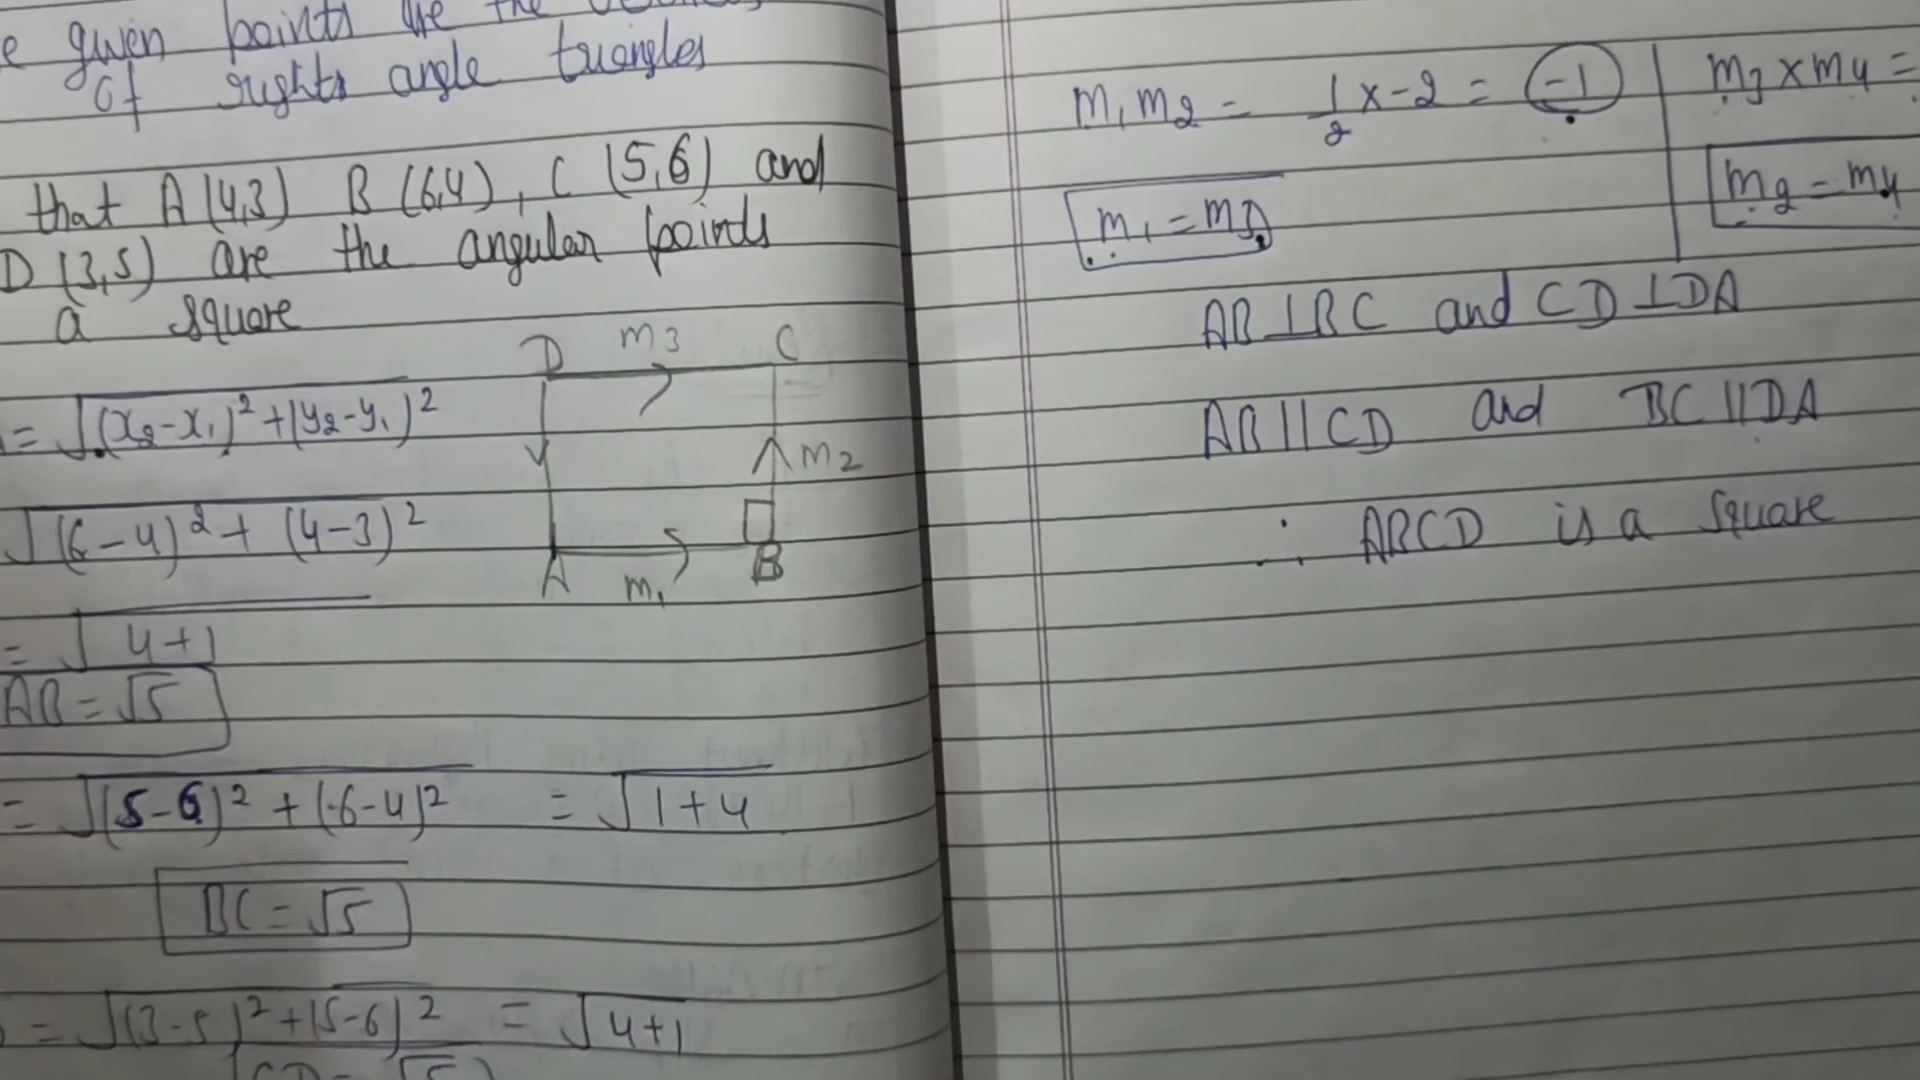 e given points are the
of rights angle triangles
that A (4,3) B (6,4), C (5,6) and
D (3,5) are the angular points
a square
= √(x₂-x₁)²+(y₂-y₁)²
√(6-4)²+ (4-3)²
= √4+1
AB=√5
= √(5-6)² + (6-4)² = √1+4
BC=√5
= √(3-5)²+(5-6)² = √4+1
CD = √5
D m3 C
m2
A m₁ B
m₁m₂ = 1/2 x-2 = -1
m₁=m3
m3 x m4 =
m₂=m4
AB⊥BC and CD⊥DA
AB||CD and BC||DA
∴ ABCD is a square